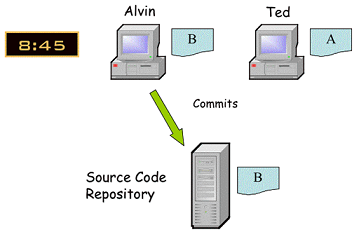 Alvin
Ted
8:45
B
A
Commits
Source Code
Repository
B